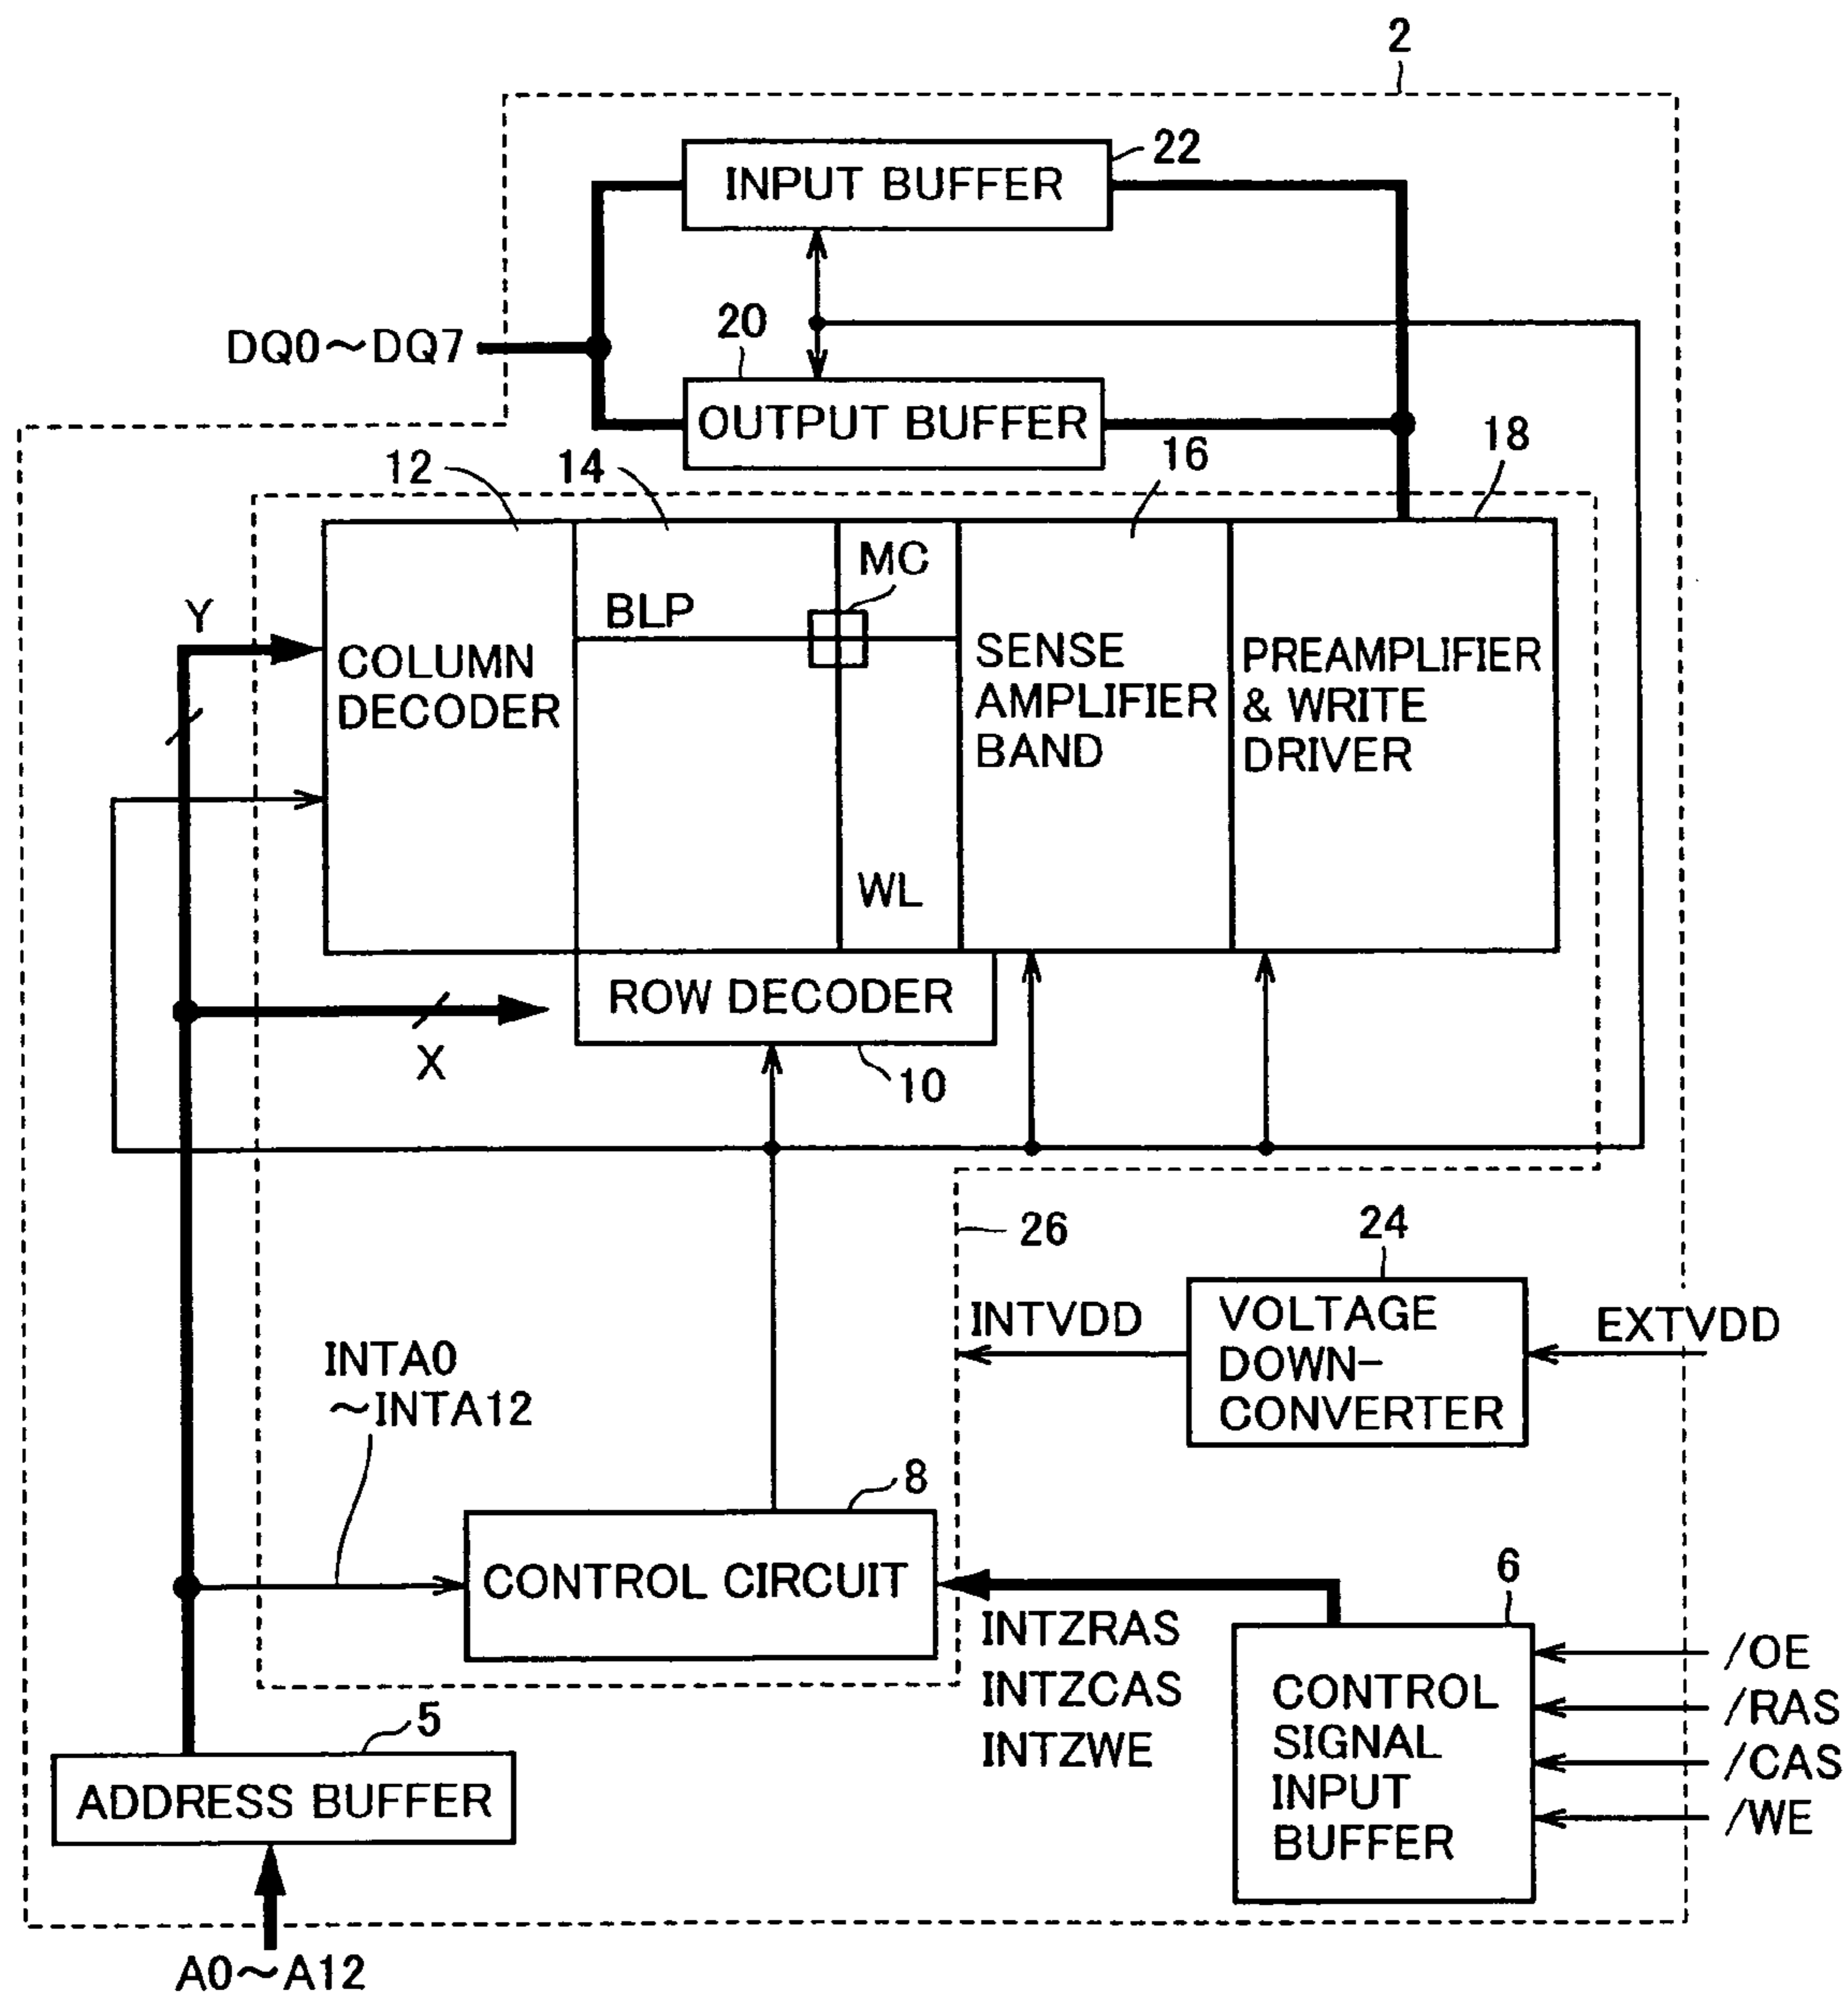 2
22
INPUT BUFFER
20
DQ0～DQ7
OUTPUT BUFFER
12
14
16
18
MC
BLP
Y
COLUMN
DECODER
SENSE
AMPLIFIER
BAND
PREAMPLIFIER
& WRITE
DRIVER
WL
ROW DECODER
X
10
26
24
INTVDD
VOLTAGE
DOWN-
CONVERTER
EXTVDD
INTA0
～INTA12
8
CONTROL CIRCUIT
6
INTZRAS
INTZCAS
INTZWE
CONTROL
SIGNAL
INPUT
BUFFER
/OE
/RAS
/CAS
/WE
5
ADDRESS BUFFER
A0～A12